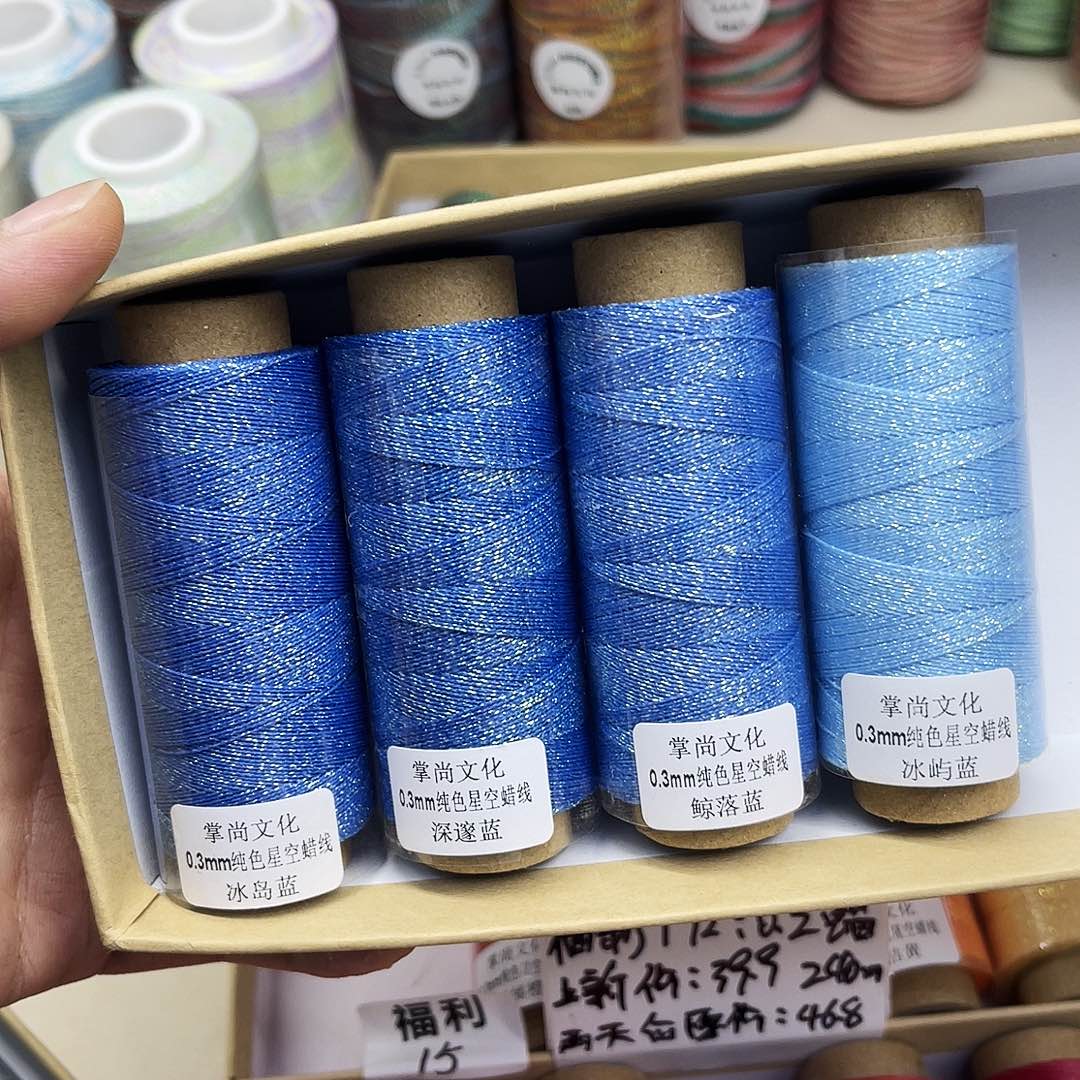 掌尚文化
0.3mm纯色星空蜡线
冰岛蓝
掌尚文化
0.3mm纯色星空蜡线
深邃蓝
掌尚文化
0.3mm纯色星空蜡线
鲸落蓝
掌尚文化
0.3mm纯色星空蜡线
冰屿蓝
福利
15
上新价:399
价:468